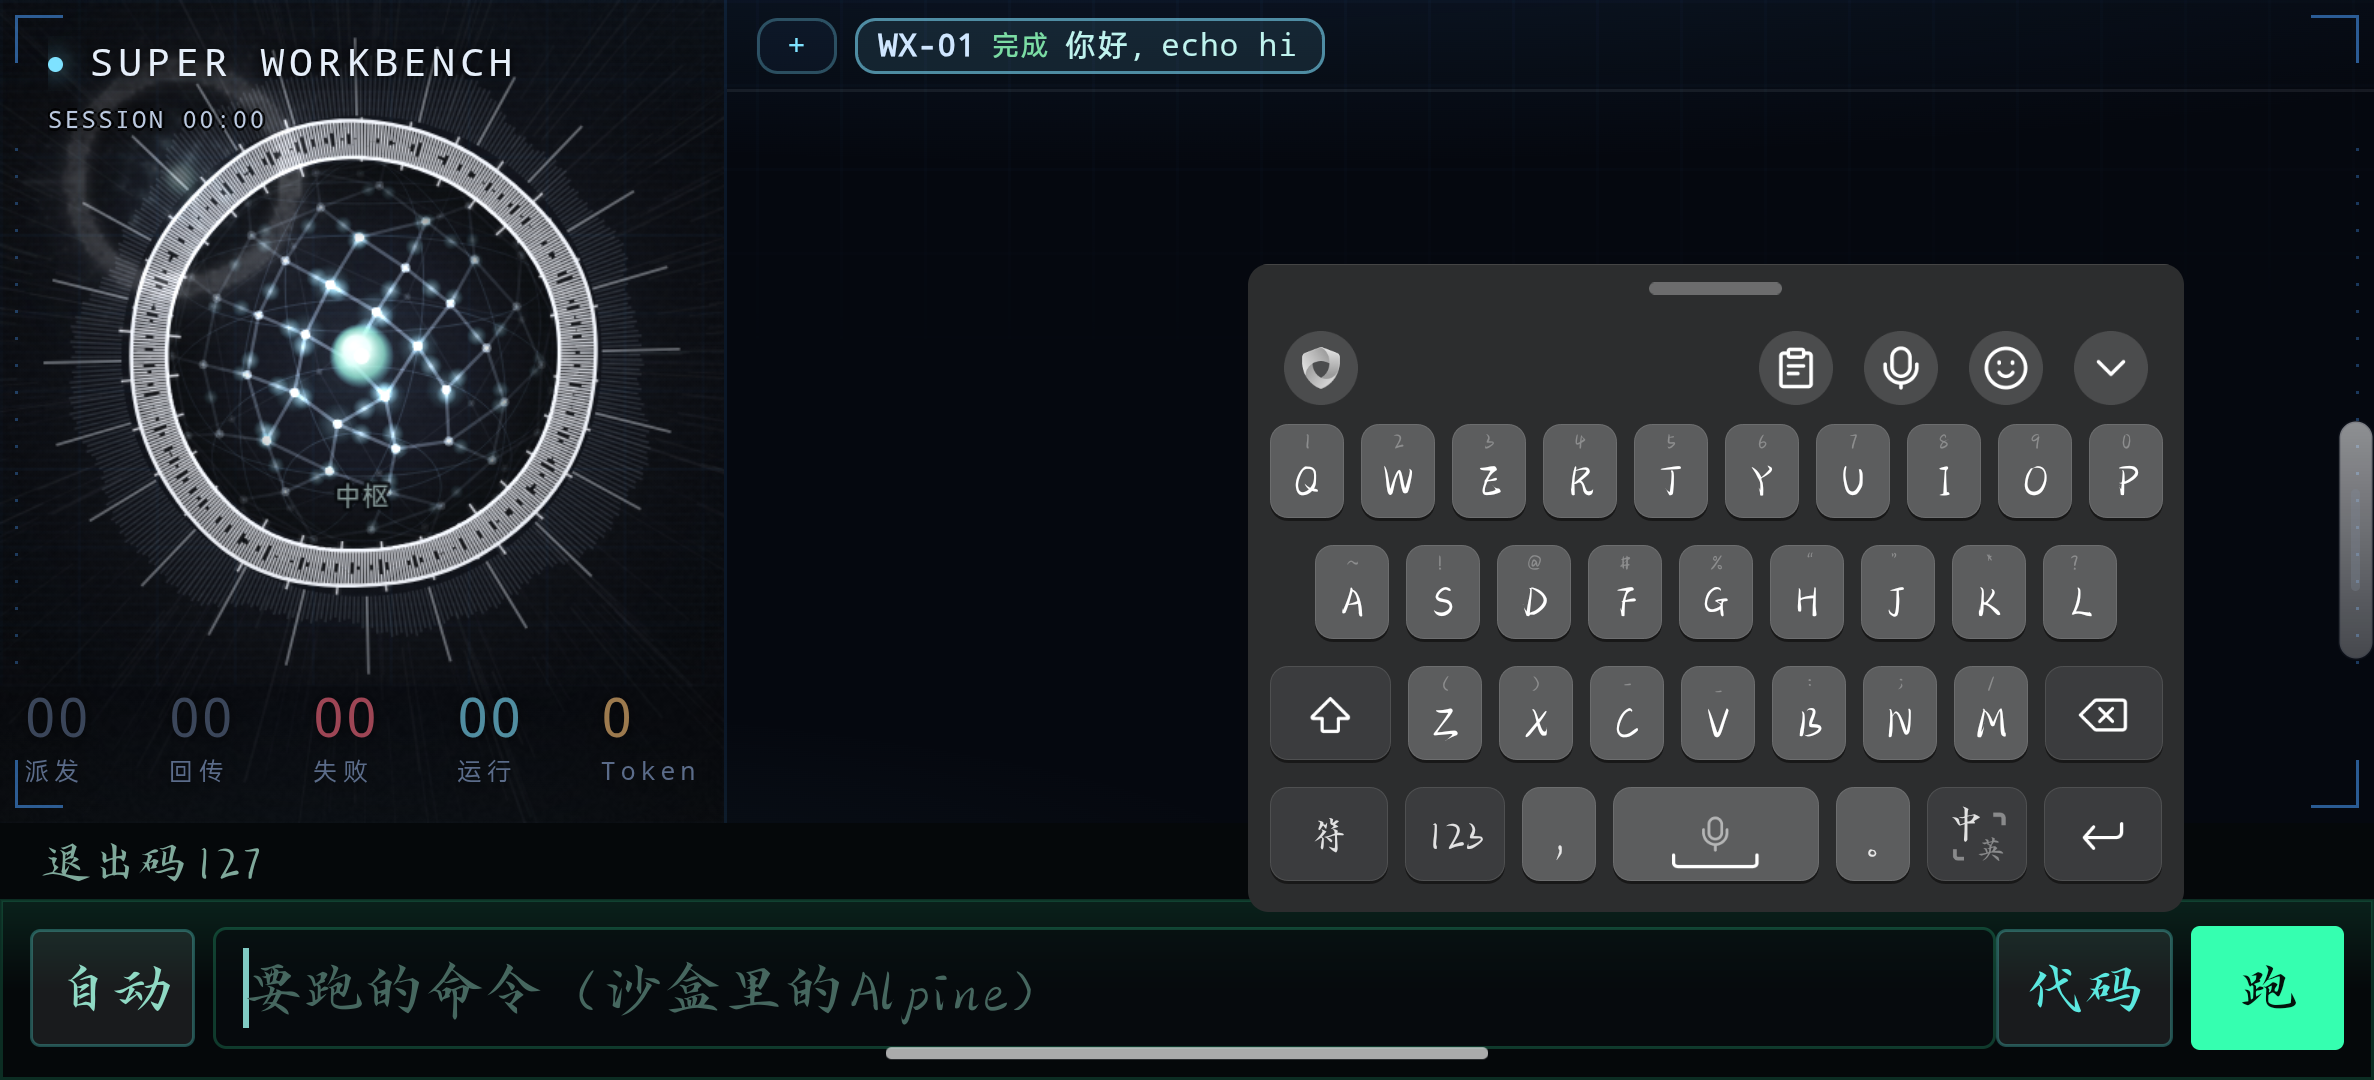 SUPER WORKBENCH
SESSION 00:00
+ WX-01 完成 你好, echo hi
中枢
00 00 00 00 0
派发 回传 失败 运行 Token
退出码127
自动 要跑的命令（沙盒里的Alpine） 代码 跑
1 2 3 4 5 6 7 8 9 0
Q W E R T Y U I O P
~ ! @ # % “ ” ‘ ?
A S D F G H J K L
( ) - _ : ; /
Z X C V B N M
符 123 , 。 中 英